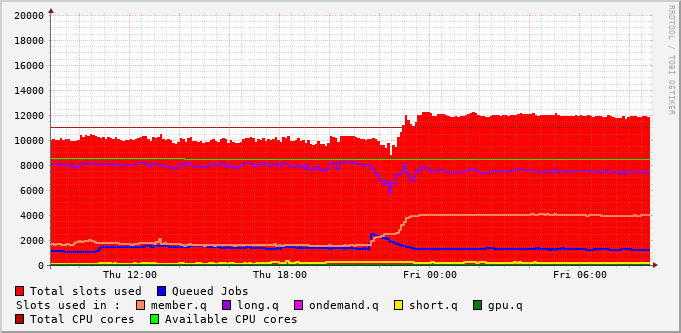 20000
18000
16000
14000
12000
10000
8000
6000
4000
2000
0
Thu 12:00 Thu 18:00 Fri 00:00 Fri 06:00
Total slots used Queued Jobs
Slots used in : member.q long.q ondemand.q short.q gpu.q
Total CPU cores Available CPU cores
RRDTOOL / TOBI OETIKER